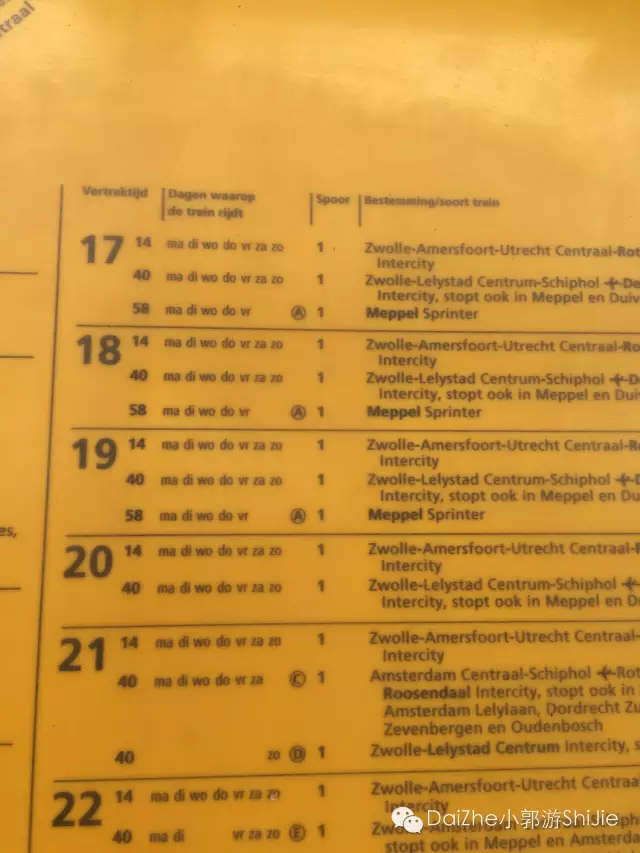 traal
Vertrektijd Dagen waarop Spoor Bestemming/soort trein
de trein rijdt
17 14 ma di wo do vr za zo 1 Zwolle-Amersfoort-Utrecht Centraal-Rot
Intercity
40 ma di wo do vr za zo 1 Zwolle-Lelystad Centrum-Schiphol De
Intercity, stopt ook in Meppel en Duiv
58 ma di wo do vr A 1 Meppel Sprinter
18 14 ma di wo do vr za zo 1 Zwolle-Amersfoort-Utrecht Centraal-Ro
Intercity
40 ma di wo do vr za zo 1 Zwolle-Lelystad Centrum-Schiphol D
Intercity, stopt ook in Meppel en Duiv
58 ma di wo do vr A 1 Meppel Sprinter
19 14 ma di wo do vr za zo 1 Zwolle-Amersfoort-Utrecht Centraal-Ro
Intercity
40 ma di wo do vr za zo 1 Zwolle-Lelystad Centrum-Schiphol D
Intercity, stopt ook in Meppel en Du
58 ma di wo do vr A 1 Meppel Sprinter
es,
20 14 ma di wo do vr za zo 1 Zwolle-Amersfoort-Utrecht Centraal-R
Intercity
40 ma di wo do vr za zo 1 Zwolle-Lelystad Centrum-Schiphol
Intercity, stopt ook in Meppel en Du
21 14 ma di wo do vr za zo 1 Zwolle-Amersfoort-Utrecht Centraal-
Intercity
40 ma di wo do vr za C 1 Amsterdam Centraal-Schiphol Rot
Roosendaal Intercity, stopt ook in
Amsterdam Lelylaan, Dordrecht Zu
Zevenbergen en Oudenbosch
40 zo D 1 Zwolle-Lelystad Centrum Intercity, s
22 14 ma di wo do vr za zo 1 Zwolle-Amersfoort-Utrecht Centraa
Intercity
40 ma di vr za zo E 1
stopt ook in Meppel en Amsterda
DaiZhe小郭游ShiJie